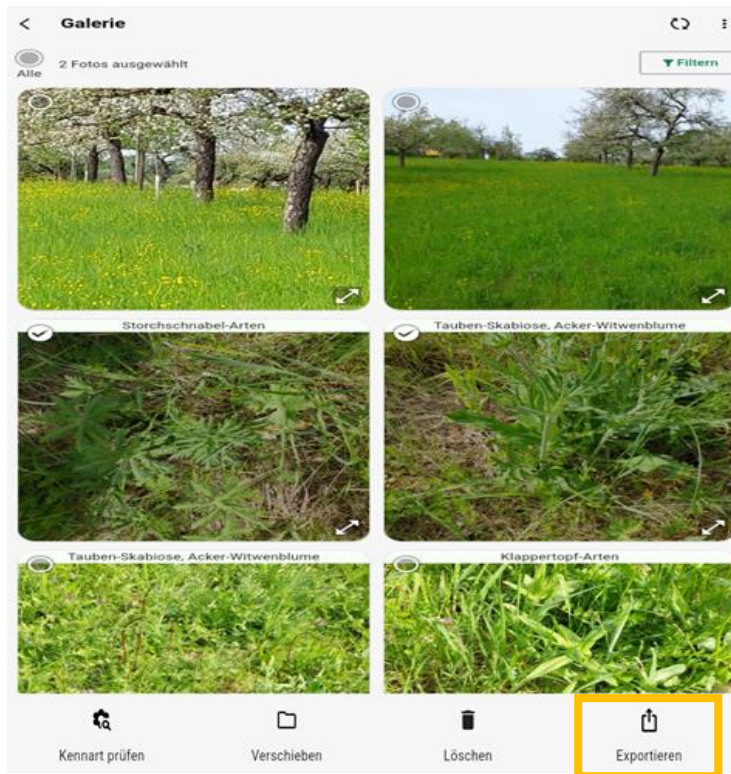 Galerie
2 Fotos ausgewählt
Alle
Filtern
Storchschnabel-Arten
Tauben-Skabiose, Acker-Witwenblume
Tauben-Skabiose, Acker-Witwenblume
Klappertopf-Arten
Kennart prüfen
Verschieben
Löschen
Exportieren